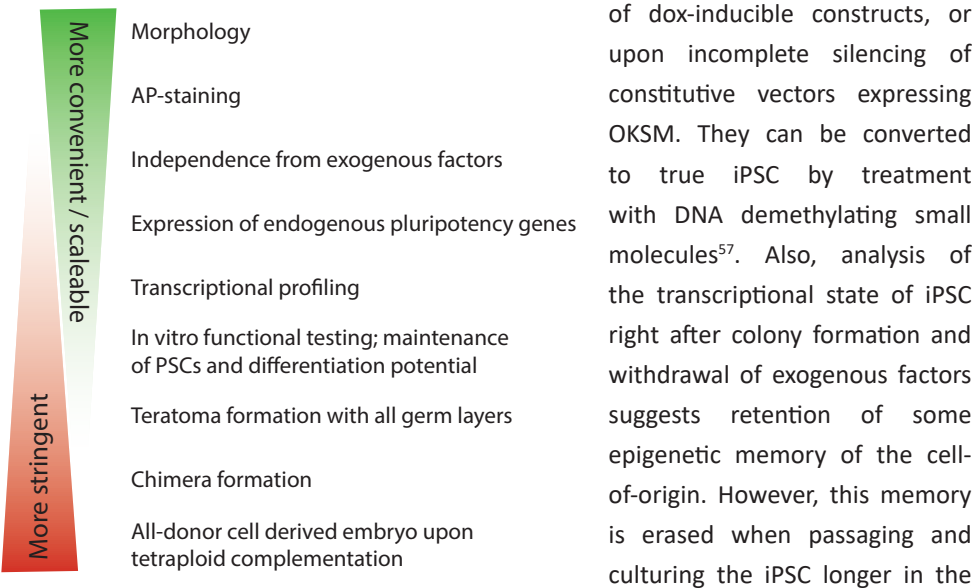 More convenient / scaleable
More stringent
Morphology
AP-staining
Independence from exogenous factors
Expression of endogenous pluripotency genes
Transcriptional profiling
In vitro functional testing; maintenance
of PSCs and differentiation potential
Teratoma formation with all germ layers
Chimera formation
All-donor cell derived embryo upon
tetraploid complementation
of dox-inducible constructs, or
upon incomplete silencing of
constitutive vectors expressing
OKSM. They can be converted
to true iPSC by treatment
with DNA demethylating small
molecules57. Also, analysis of
the transcriptional state of iPSC
right after colony formation and
withdrawal of exogenous factors
suggests retention of some
epigenetic memory of the cell-
of-origin. However, this memory
is erased when passaging and
culturing the iPSC longer in the